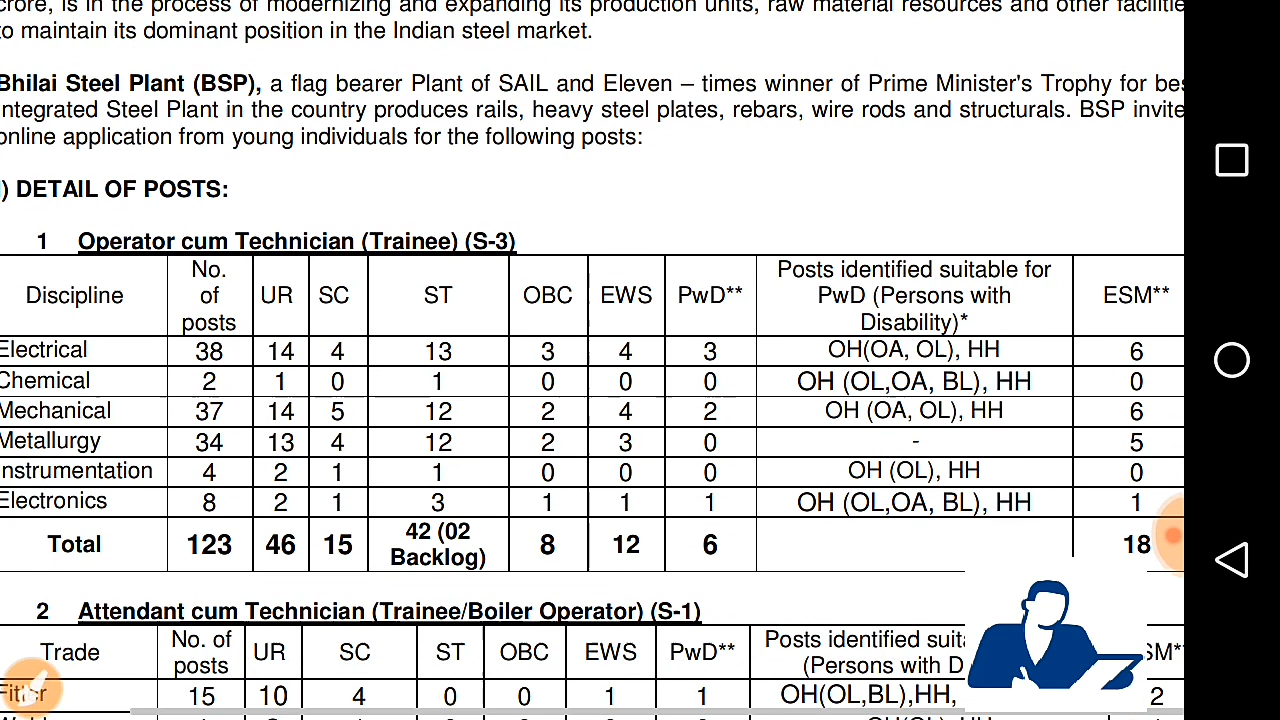 crore, is in the process of modernizing and expanding its production units, raw material resources and other facilitie
to maintain its dominant position in the Indian steel market.
Bhilai Steel Plant (BSP), a flag bearer Plant of SAIL and Eleven – times winner of Prime Minister's Trophy for bes
Integrated Steel Plant in the country produces rails, heavy steel plates, rebars, wire rods and structurals. BSP invite
online application from young individuals for the following posts:
) DETAIL OF POSTS:
1 Operator cum Technician (Trainee) (S-3)
Discipline No. of posts UR SC ST OBC EWS PwD** Posts identified suitable for PwD (Persons with Disability)* ESM**
Electrical 38 14 4 13 3 4 3 OH(OA, OL), HH 6
Chemical 2 1 0 1 0 0 0 OH (OL,OA, BL), HH 0
Mechanical 37 14 5 12 2 4 2 OH (OA, OL), HH 6
Metallurgy 34 13 4 12 2 3 0 - 5
Instrumentation 4 2 1 1 0 0 0 OH (OL), HH 0
Electronics 8 2 1 3 1 1 1 OH (OL,OA, BL), HH 1
Total 123 46 15 42 (02 Backlog) 8 12 6 18
2 Attendant cum Technician (Trainee/Boiler Operator) (S-1)
Trade No. of posts UR SC ST OBC EWS PwD** Posts identified suita (Persons with D SM**
Fitter 15 10 4 0 0 1 1 OH(OL,BL),HH, 2